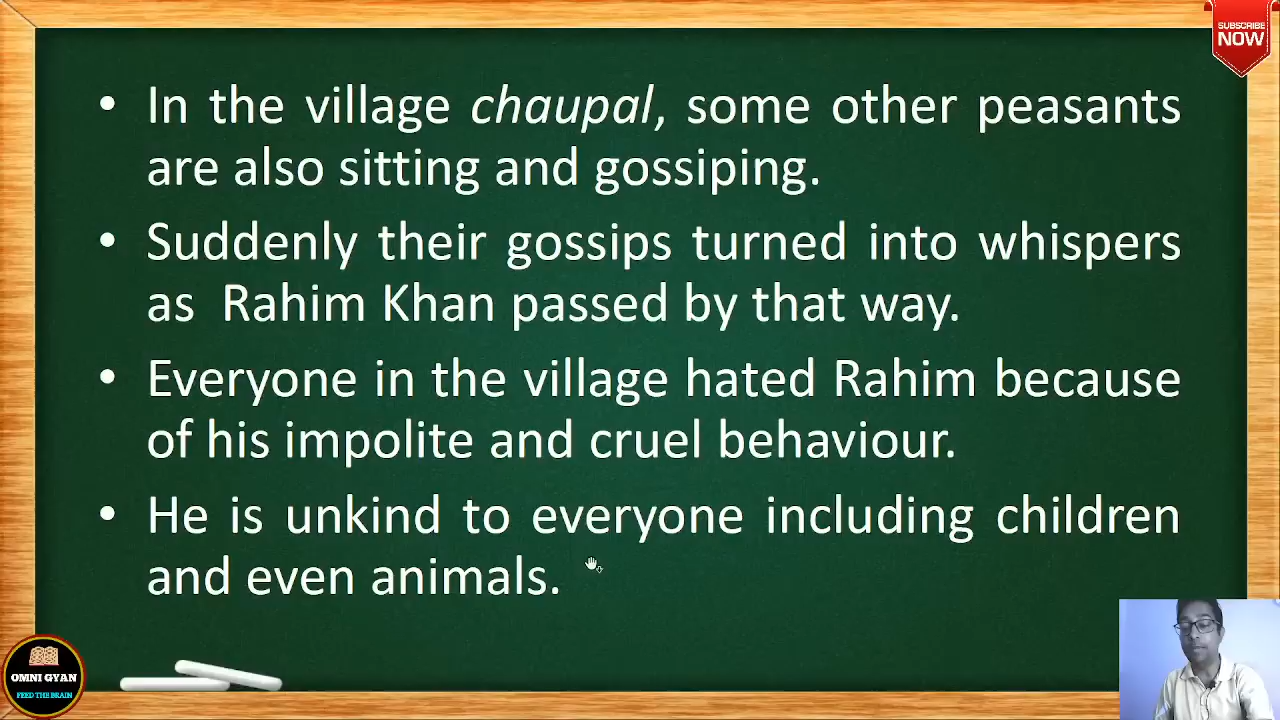 SUBSCRIBE
NOW
• In the village chaupal, some other peasants
are also sitting and gossiping.
• Suddenly their gossips turned into whispers
as Rahim Khan passed by that way.
• Everyone in the village hated Rahim because
of his impolite and cruel behaviour.
• He is unkind to everyone including children
and even animals.
OMNI GYAN
FEED THE BRAIN